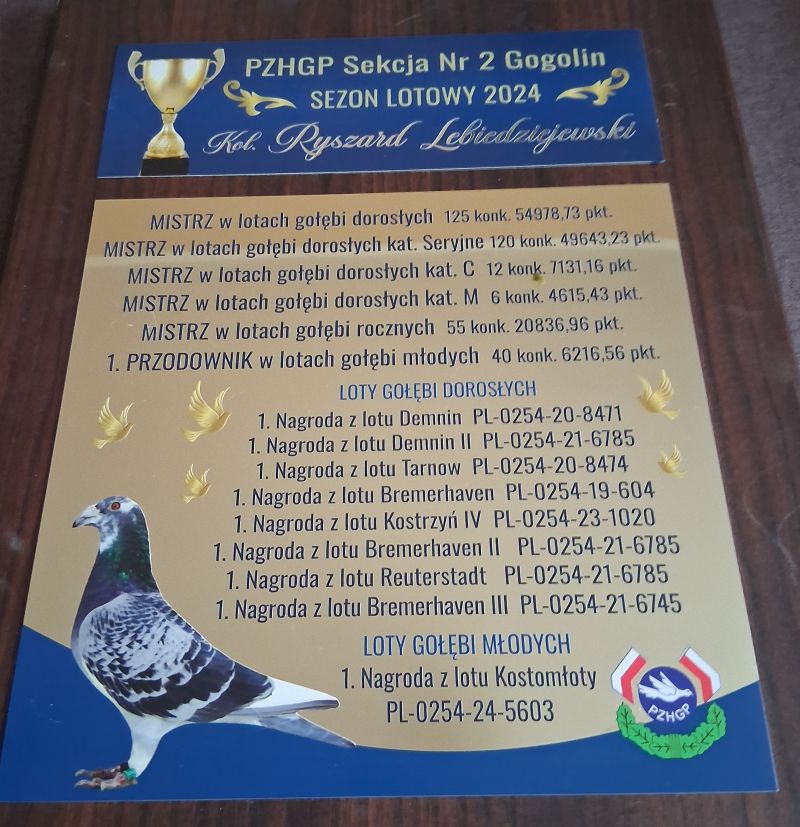 PZHGP Sekcja Nr 2 Gogolin
SEZON LOTOWY 2024
Kol. Ryszard Lebiedziejewski
MISTRZ w lotach gołębi dorosłych 125 konk. 54978,73 pkt.
MISTRZ w lotach gołębi dorosłych kat. Seryjne 120 konk. 49643,23 pkt.
MISTRZ w lotach gołębi dorosłych kat. C 12 konk. 7131,16 pkt.
MISTRZ w lotach gołębi dorosłych kat. M 6 konk. 4615,43 pkt.
MISTRZ w lotach gołębi rocznych 55 konk. 20836,96 pkt.
1. PRZODOWNIK w lotach gołębi młodych 40 konk. 6216,56 pkt.
LOTY GOŁĘBI DOROSŁYCH
1. Nagroda z lotu Demnin PL-0254-20-8471
1. Nagroda z lotu Demnin II PL-0254-21-6785
1. Nagroda z lotu Tarnow PL-0254-20-8474
1. Nagroda z lotu Bremerhaven PL-0254-19-604
1. Nagroda z lotu Kostrzyń IV PL-0254-23-1020
1. Nagroda z lotu Bremerhaven II PL-0254-21-6785
1. Nagroda z lotu Reuterstadt PL-0254-21-6785
1. Nagroda z lotu Bremerhaven III PL-0254-21-6745
LOTY GOŁĘBI MŁODYCH
1. Nagroda z lotu Kostomłoty
PL-0254-24-5603
PZHGP